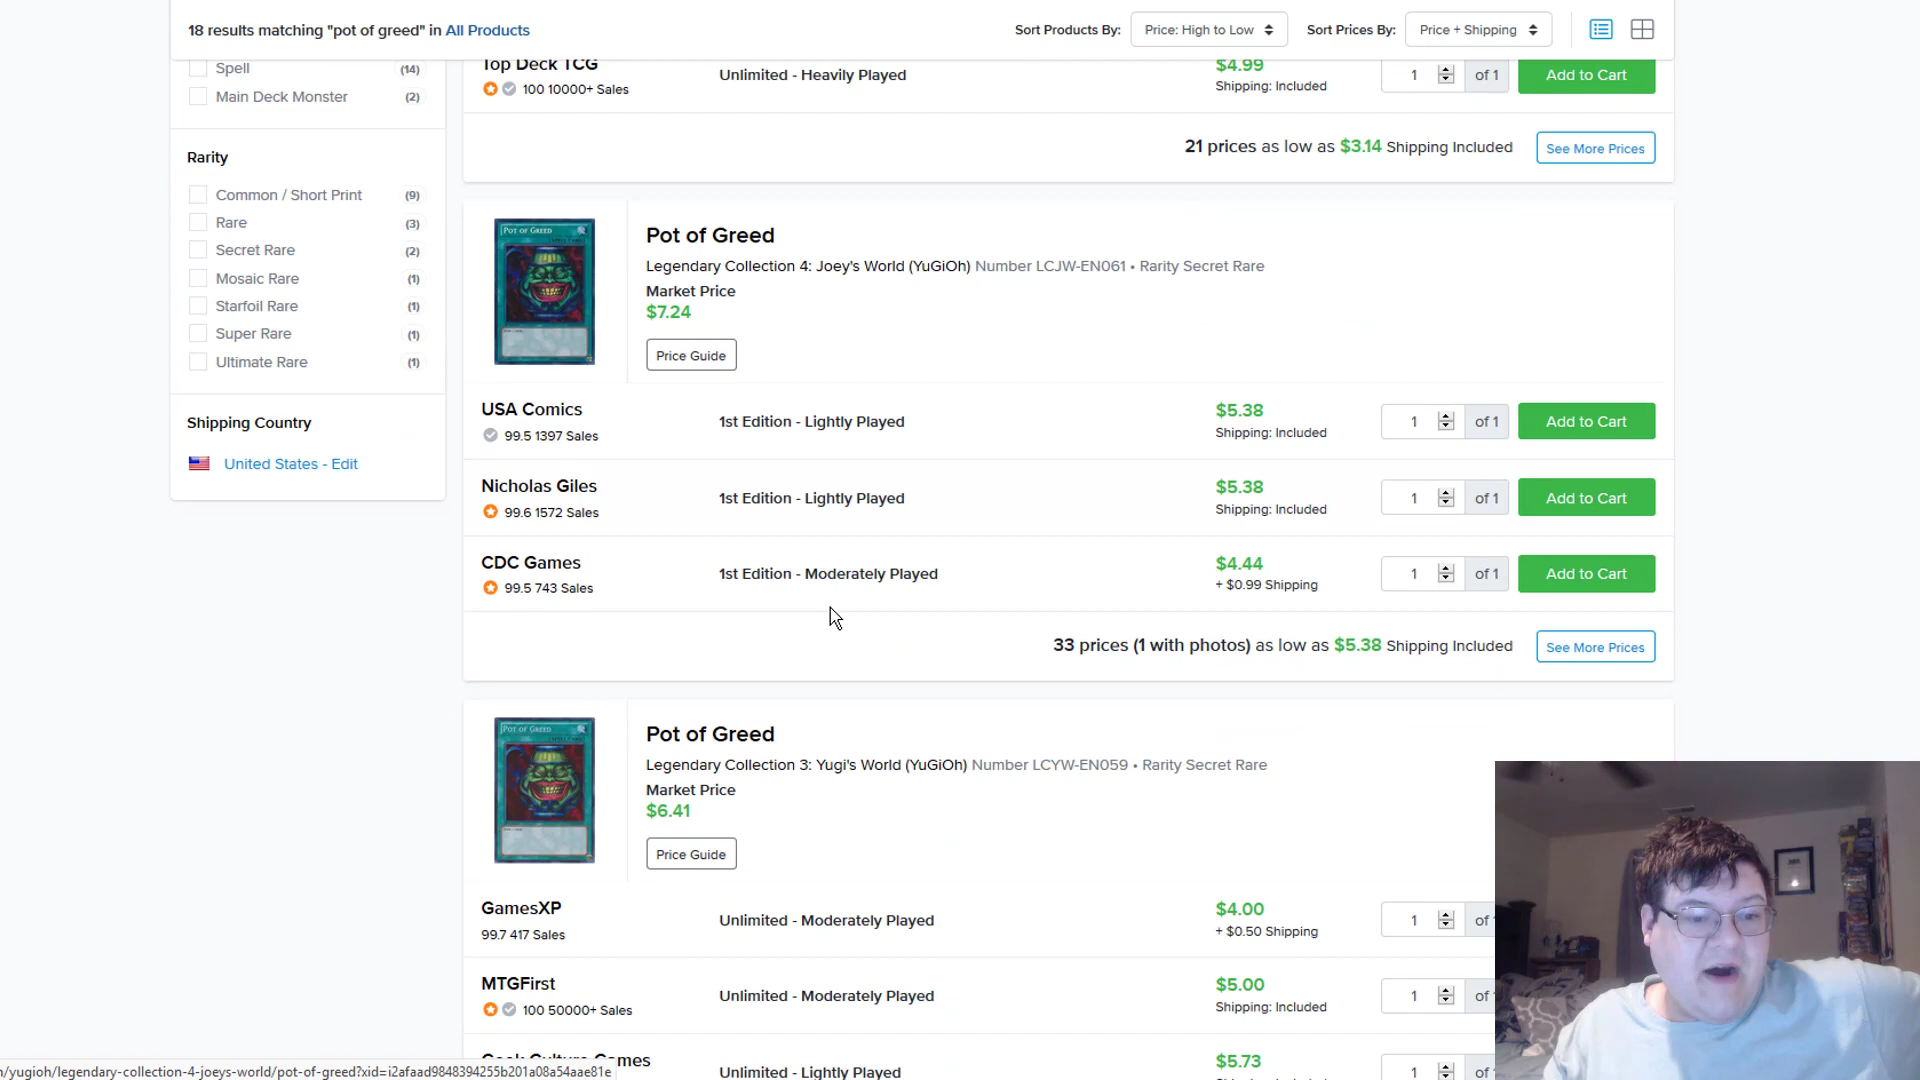 18 results matching "pot of greed" in All Products
Sort Products By: Price: High to Low
Sort Prices By: Price + Shipping
Spell (14)
Main Deck Monster (2)
Rarity
Common / Short Print (9)
Rare (3)
Secret Rare (2)
Mosaic Rare (1)
Starfoil Rare (1)
Super Rare (1)
Ultimate Rare (1)
Shipping Country
United States - Edit
Top Deck TCG
100 10000+ Sales
Unlimited - Heavily Played
$4.99
Shipping: Included
1 of 1
Add to Cart
21 prices as low as $3.14 Shipping Included
See More Prices
POT OF GREED
Pot of Greed
Legendary Collection 4: Joey's World (YuGiOh) Number LCJW-EN061 • Rarity Secret Rare
Market Price
$7.24
Price Guide
USA Comics
99.5 1397 Sales
1st Edition - Lightly Played
$5.38
Shipping: Included
1 of 1
Add to Cart
Nicholas Giles
99.6 1572 Sales
1st Edition - Lightly Played
$5.38
Shipping: Included
1 of 1
Add to Cart
CDC Games
99.5 743 Sales
1st Edition - Moderately Played
$4.44
+ $0.99 Shipping
1 of 1
Add to Cart
33 prices (1 with photos) as low as $5.38 Shipping Included
See More Prices
POT OF GREED
Pot of Greed
Legendary Collection 3: Yugi's World (YuGiOh) Number LCYW-EN059 • Rarity Secret Rare
Market Price
$6.41
Price Guide
GamesXP
99.7 417 Sales
Unlimited - Moderately Played
$4.00
+ $0.50 Shipping
1 of
MTGFirst
100 50000+ Sales
Unlimited - Moderately Played
$5.00
Shipping: Included
1 of
Geek Culture Games
Unlimited - Lightly Played
$5.73
1 of
/yugioh/legendary-collection-4-joeys-world/pot-of-greed?xid=i2afaad9848394255b201a08a54aae81e